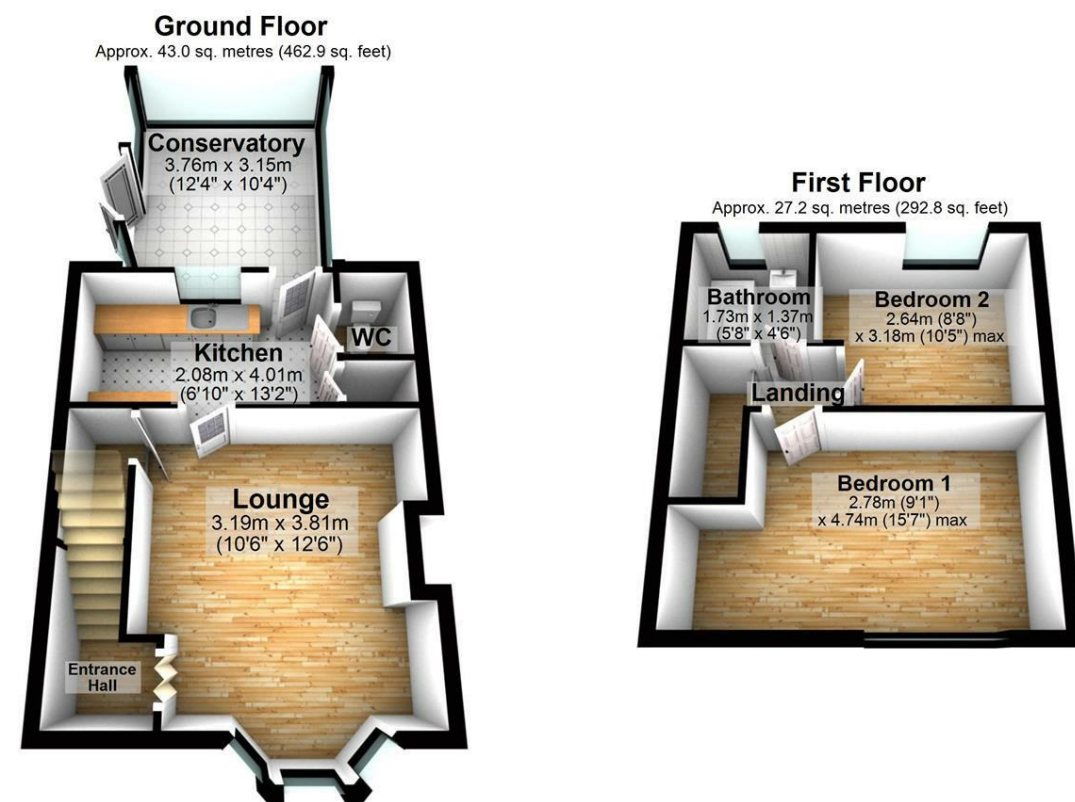 Ground Floor
Approx. 43.0 sq. metres (462.9 sq. feet)
Conservatory
3.76m x 3.15m
(12'4" x 10'4")
WC
Kitchen
2.08m x 4.01m
(6'10" x 13'2")
Lounge
3.19m x 3.81m
(10'6" x 12'6")
Entrance
Hall
First Floor
Approx. 27.2 sq. metres (292.8 sq. feet)
Bathroom
1.73m x 1.37m
(5'8" x 4'6")
Bedroom 2
2.64m (8'8")
x 3.18m (10'5") max
Landing
Bedroom 1
2.78m (9'1")
x 4.74m (15'7") max